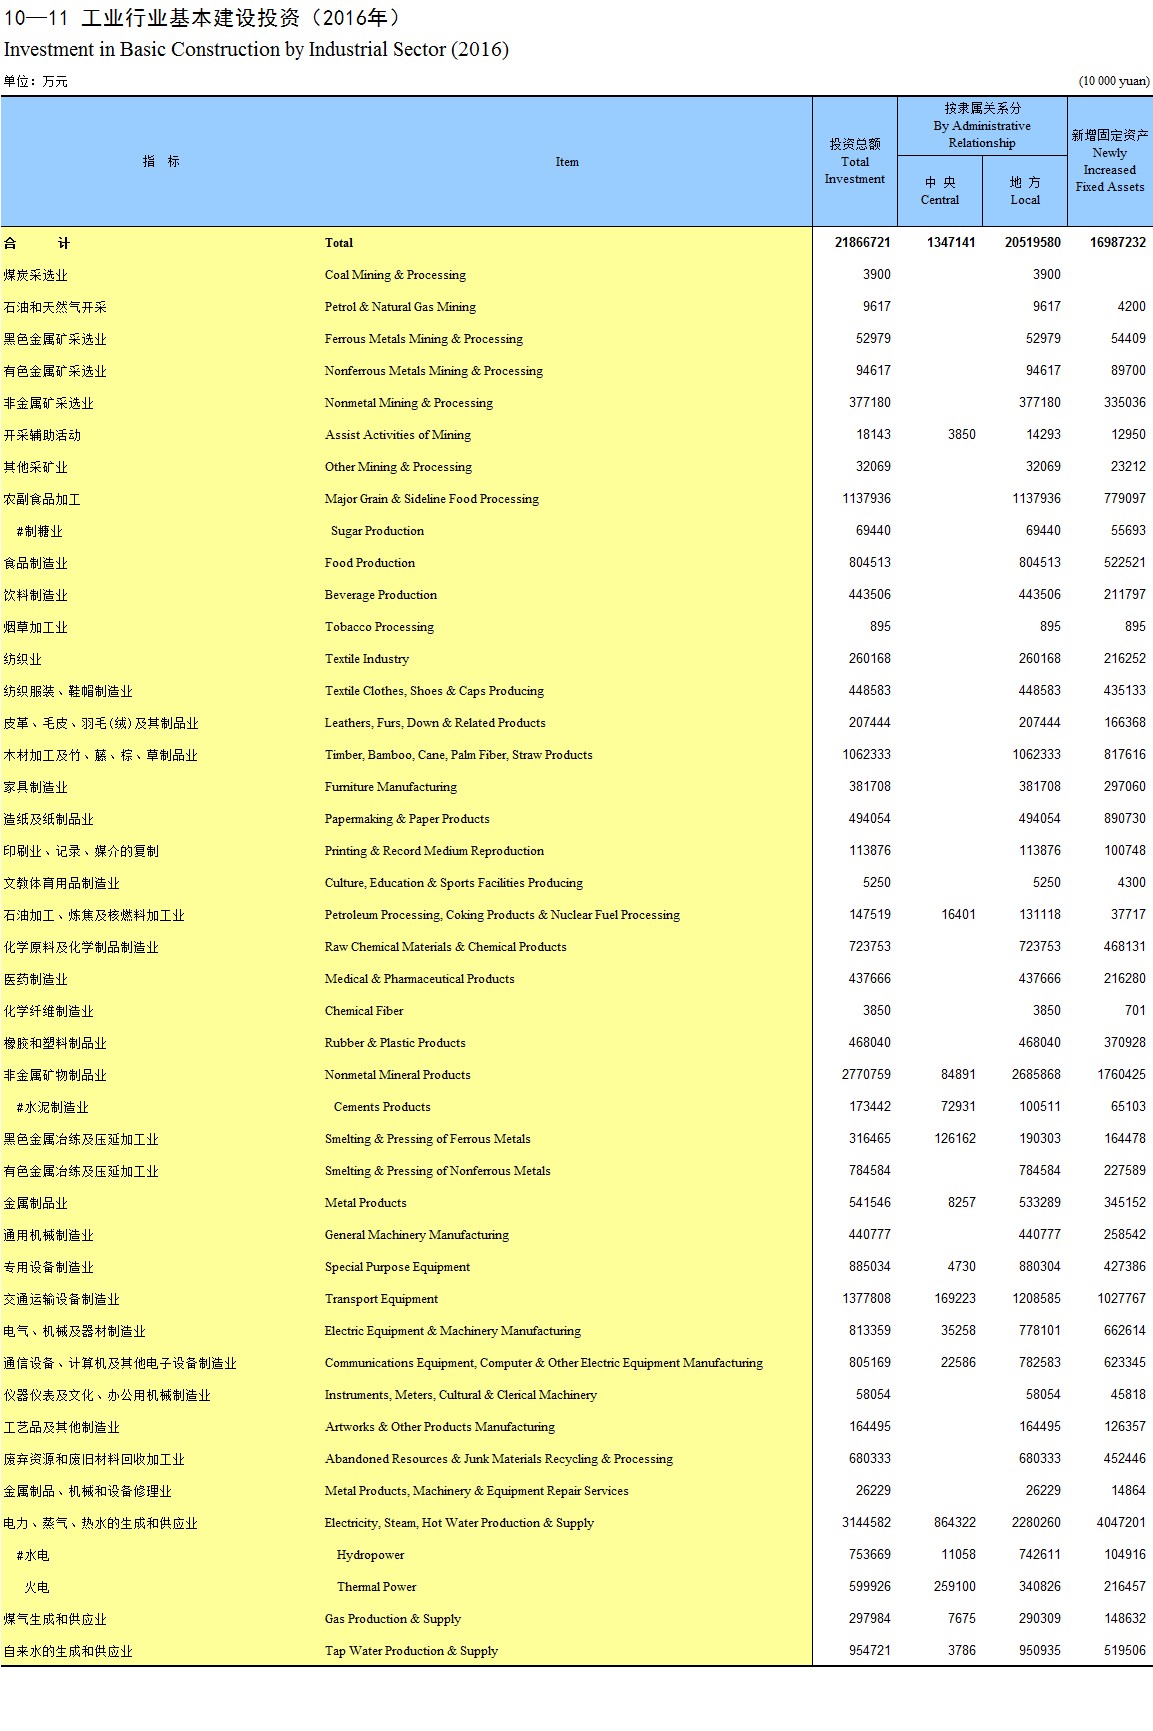 10—11 工业行业基本建设投资（2016年）
Investment in Basic Construction by Industrial Sector (2016)
单位：万元 (10 000 yuan)
指 标 Item 投资总额 Total Investment 按隶属关系分 By Administrative Relationship 中 央 Central 地 方 Local 新增固定资产 Newly Increased Fixed Assets
合 计 Total 21866721 1347141 20519580 16987232
煤炭采选业 Coal Mining & Processing 3900 3900
石油和天然气开采 Petrol & Natural Gas Mining 9617 9617 4200
黑色金属矿采选业 Ferrous Metals Mining & Processing 52979 52979 54409
有色金属矿采选业 Nonferrous Metals Mining & Processing 94617 94617 89700
非金属矿采选业 Nonmetal Mining & Processing 377180 377180 335036
开采辅助活动 Assist Activities of Mining 18143 3850 14293 12950
其他采矿业 Other Mining & Processing 32069 32069 23212
农副食品加工 Major Grain & Sideline Food Processing 1137936 1137936 779097
#制糖业 Sugar Production 69440 69440 55693
食品制造业 Food Production 804513 804513 522521
饮料制造业 Beverage Production 443506 443506 211797
烟草加工业 Tobacco Processing 895 895 895
纺织业 Textile Industry 260168 260168 216252
纺织服装、鞋帽制造业 Textile Clothes, Shoes & Caps Producing 448583 448583 435133
皮革、毛皮、羽毛(绒)及其制品业 Leathers, Furs, Down & Related Products 207444 207444 166368
木材加工及竹、藤、棕、草制品业 Timber, Bamboo, Cane, Palm Fiber, Straw Products 1062333 1062333 817616
家具制造业 Furniture Manufacturing 381708 381708 297060
造纸及纸制品业 Papermaking & Paper Products 494054 494054 890730
印刷业、记录、媒介的复制 Printing & Record Medium Reproduction 113876 113876 100748
文教体育用品制造业 Culture, Education & Sports Facilities Producing 5250 5250 4300
石油加工、炼焦及核燃料加工业 Petroleum Processing, Coking Products & Nuclear Fuel Processing 147519 16401 131118 37717
化学原料及化学制品制造业 Raw Chemical Materials & Chemical Products 723753 723753 468131
医药制造业 Medical & Pharmaceutical Products 437666 437666 216280
化学纤维制造业 Chemical Fiber 3850 3850 701
橡胶和塑料制品业 Rubber & Plastic Products 468040 468040 370928
非金属矿物制品业 Nonmetal Mineral Products 2770759 84891 2685868 1760425
#水泥制造业 Cements Products 173442 72931 100511 65103
黑色金属冶练及压延加工业 Smelting & Pressing of Ferrous Metals 316465 126162 190303 164478
有色金属冶练及压延加工业 Smelting & Pressing of Nonferrous Metals 784584 784584 227589
金属制品业 Metal Products 541546 8257 533289 345152
通用机械制造业 General Machinery Manufacturing 440777 440777 258542
专用设备制造业 Special Purpose Equipment 885034 4730 880304 427386
交通运输设备制造业 Transport Equipment 1377808 169223 1208585 1027767
电气、机械及器材制造业 Electric Equipment & Machinery Manufacturing 813359 35258 778101 662614
通信设备、计算机及其他电子设备制造业 Communications Equipment, Computer & Other Electric Equipment Manufacturing 805169 22586 782583 623345
仪器仪表及文化、办公用机械制造业 Instruments, Meters, Cultural & Clerical Machinery 58054 58054 45818
工艺品及其他制造业 Artworks & Other Products Manufacturing 164495 164495 126357
废弃资源和废旧材料回收加工业 Abandoned Resources & Junk Materials Recycling & Processing 680333 680333 452446
金属制品、机械和设备修理业 Metal Products, Machinery & Equipment Repair Services 26229 26229 14864
电力、蒸气、热水的生成和供应业 Electricity, Steam, Hot Water Production & Supply 3144582 864322 2280260 4047201
#水电 Hydropower 753669 11058 742611 104916
火电 Thermal Power 599926 259100 340826 216457
煤气生成和供应业 Gas Production & Supply 297984 7675 290309 148632
自来水的生成和供应业 Tap Water Production & Supply 954721 3786 950935 519506